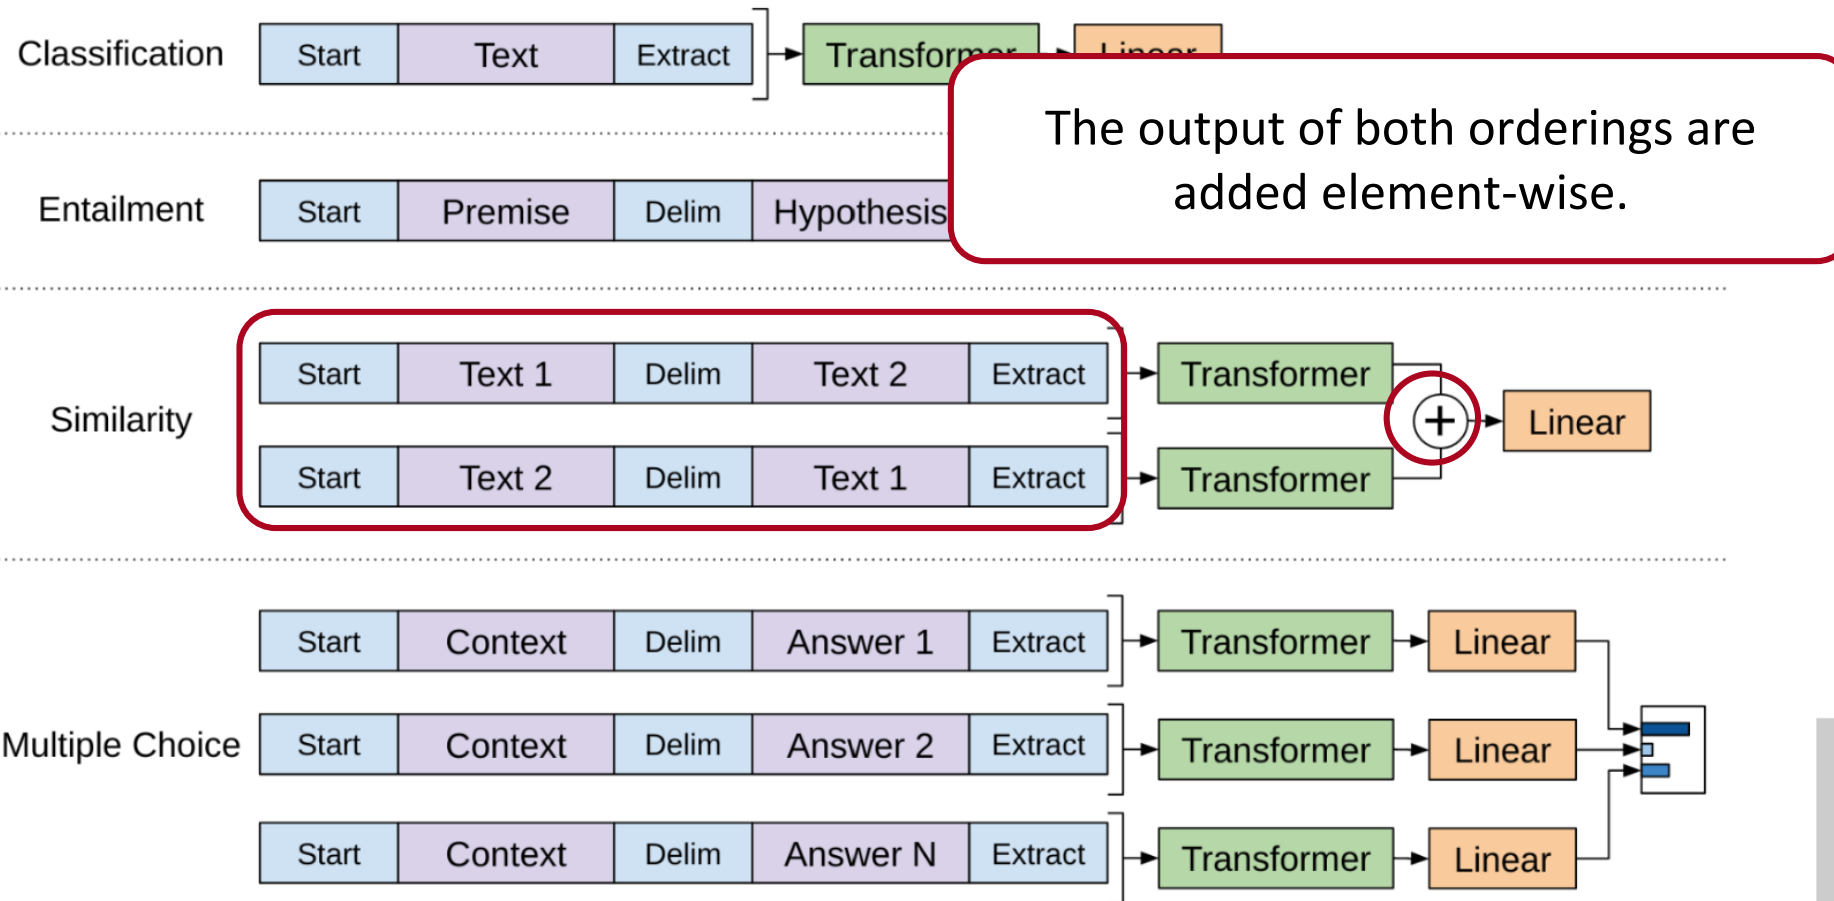 Classification Start Text Extract Transformer Linear
The output of both orderings are
added element-wise.
Entailment Start Premise Delim Hypothesis
Start Text 1 Delim Text 2 Extract Transformer
Similarity + Linear
Start Text 2 Delim Text 1 Extract Transformer
Start Context Delim Answer 1 Extract Transformer Linear
Multiple Choice Start Context Delim Answer 2 Extract Transformer Linear
Start Context Delim Answer N Extract Transformer Linear